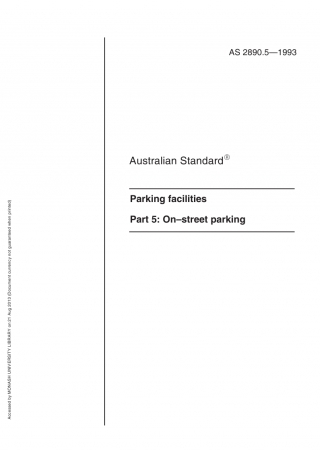 AS 2890.5—1993
Australian Standard®
Parking facilities
Part 5: On–street parking
Accessed by MONASH UNIVERSITY LIBRARY on 21 Aug 2013 (Document currency not guaranteed when printed)